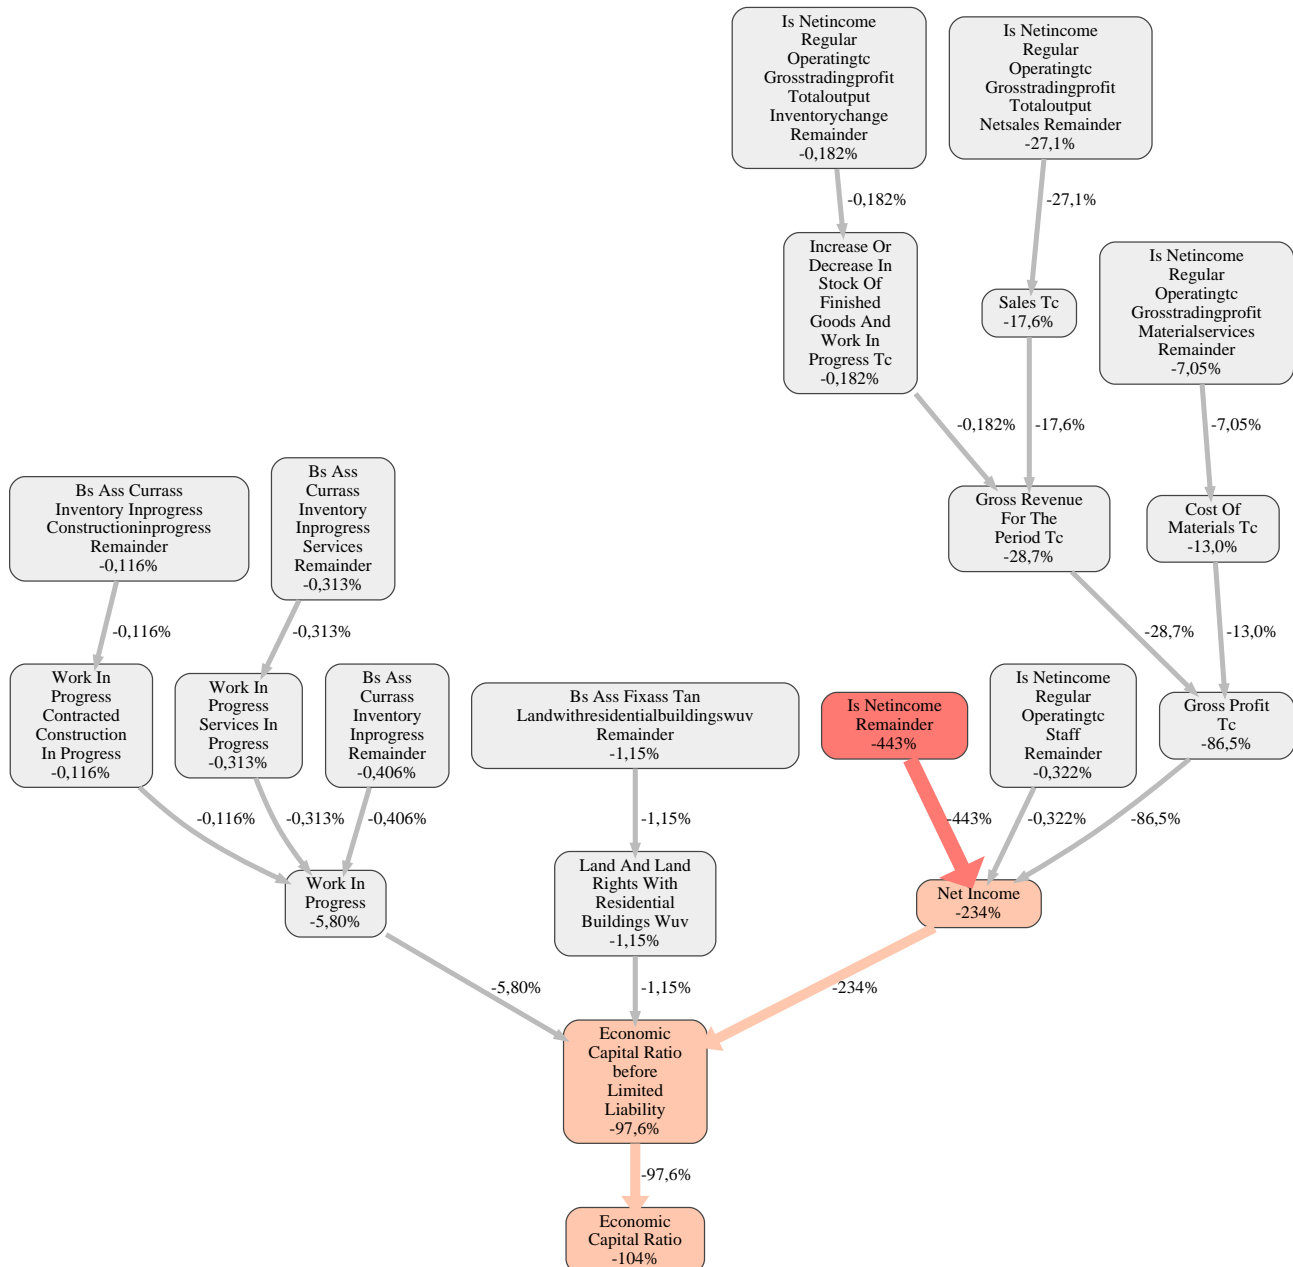 Is Netincome
Regular
Operatingtc
Grosstradingprofit
Totaloutput
Inventorychange
Remainder
-0,182%
Is Netincome
Regular
Operatingtc
Grosstradingprofit
Totaloutput
Netsales Remainder
-27,1%
-0,182%
-27,1%
Increase Or
Decrease In
Stock Of
Finished
Goods And
Work In
Progress Tc
-0,182%
Sales Tc
-17,6%
Is Netincome
Regular
Operatingtc
Grosstradingprofit
Materialservices
Remainder
-7,05%
-0,182%
-17,6%
-7,05%
Bs Ass Currass
Inventory Inprogress
Constructioninprogress
Remainder
-0,116%
Bs Ass
Currass
Inventory
Inprogress
Services
Remainder
-0,313%
Gross Revenue
For The
Period Tc
-28,7%
Cost Of
Materials Tc
-13,0%
-0,116%
-0,313%
-28,7%
-13,0%
Work In
Progress
Contracted
Construction
In Progress
-0,116%
Work In
Progress
Services In
Progress
-0,313%
Bs Ass
Currass
Inventory
Inprogress
Remainder
-0,406%
Bs Ass Fixass Tan
Landwithresidentialbuildingswuv
Remainder
-1,15%
Is Netincome
Remainder
-443%
Is Netincome
Regular
Operatingtc
Staff
Remainder
-0,322%
Gross Profit
Tc
-86,5%
-0,116%
-0,313%
-0,406%
-1,15%
-443%
-0,322%
-86,5%
Work In
Progress
-5,80%
Land And Land
Rights With
Residential
Buildings Wuv
-1,15%
Net Income
-234%
-5,80%
-1,15%
-234%
Economic
Capital Ratio
before
Limited
Liability
-97,6%
-97,6%
Economic
Capital Ratio
-104%